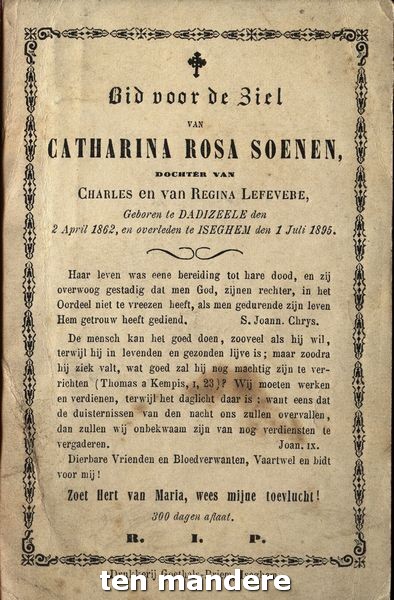 Bid voor de Ziel
VAN
CATHARINA ROSA SOENEN,
DOCHTER VAN
CHARLES en van REGINA LEFEVEBE,
Geboren te DADIZEELE den
2 April 1862, en overleden te ISEGHEM den 1 Juli 1895.
Haar leven was eene bereiding tot hare dood, en zij
overwoog gestadig dat men God, zijnen rechter, in het
Oordeel niet te vreezen heeft, als men gedurende zijn leven
Hem getrouw heeft gediend. S. Joann. Chrys.
De mensch kan het goed doen, zooveel als hij wil,
terwijl hij in levenden en gezonden lijve is; maar zoodra
hij ziek valt, wat goed zal hij nog machtig zijn te ver-
richten (Thomas a Kempis, I, 23)? Wij moeten werken
en verdienen, terwijl het daglicht daar is: want eens dat
de duisternissen van den nacht ons zullen overvallen,
dan zullen wij onbekwaam zijn van nog verdiensten te
vergaderen. Joan. IX.
Dierbare Vrienden en Bloedverwanten, Vaartwel en bidt
voor mij!
Zoet Hert van Maria, wees mijne toevlucht!
300 dagen aflaat.
R. I. P.
ten mandere